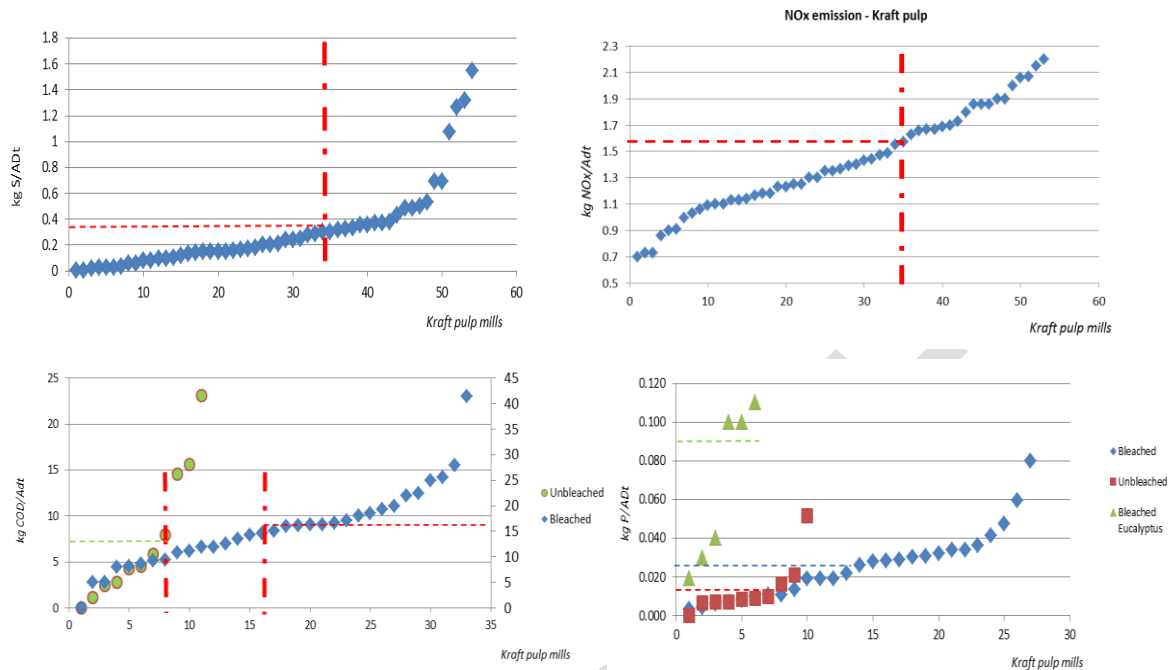 kg S/ADt
1.8
1.6
1.4
1.2
1
0.8
0.6
0.4
0.2
0
0 10 20 30 40 50 60
Kraft pulp mills
NOx emission - Kraft pulp
kg NOx/Adt
2.3
2.1
1.9
1.7
1.5
1.3
1.1
0.9
0.7
0.5
0 10 20 30 40 50 60
Kraft pulp mills
kg COD/Adt
25
20
15
10
5
0
45
40
35
30
25
20
15
10
5
0
0 5 10 15 20 25 30 35
Unbleached
Bleached
Kraft pulp mills
kg P/ADt
0.120
0.100
0.080
0.060
0.040
0.020
0.000
0 5 10 15 20 25 30
Bleached
Unbleached
Bleached
Eucalyptus
Kraft pulp mills